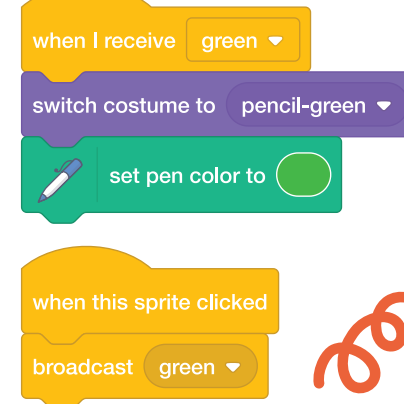 when I receive green
switch costume to pencil-green
set pen color to
when this sprite clicked
broadcast green